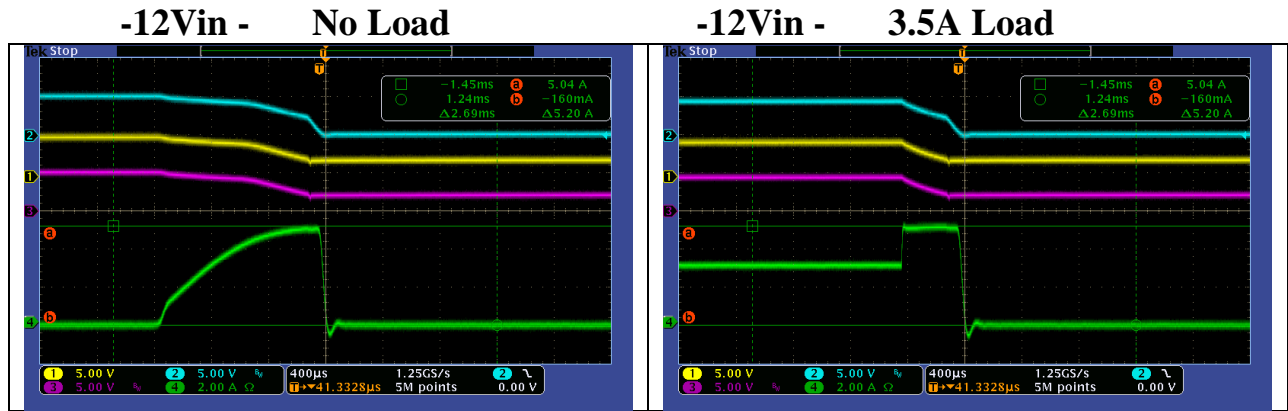 -12Vin - No Load
Tek Stop
T
T
−1.45ms a 5.04 A
1.24ms b −160mA
Δ2.69ms Δ5.20 A
2
1
3
a
b
4
1 5.00 V 2 5.00 V BW 400µs 1.25GS/s 2
3 5.00 V BW 4 2.00 A Ω T→▼41.3328µs 5M points 0.00 V
-12Vin - 3.5A Load
Tek Stop
T
T
−1.45ms a 5.04 A
1.24ms b −160mA
Δ2.69ms Δ5.20 A
2
1
3
a
b
4
1 5.00 V 2 5.00 V BW 400µs 1.25GS/s 2
3 5.00 V BW 4 2.00 A Ω T→▼41.3328µs 5M points 0.00 V